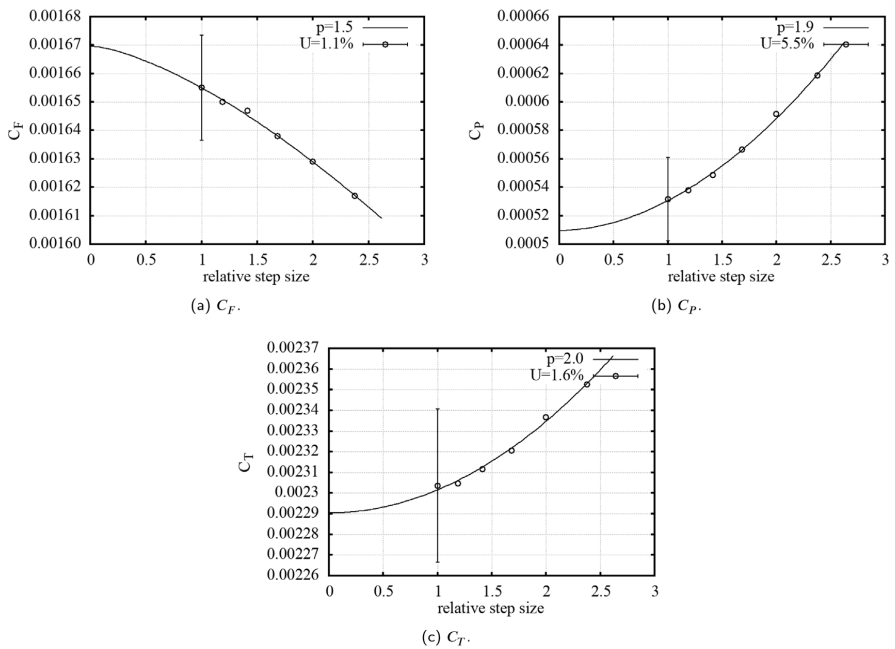 0.00168
0.00167
0.00166
0.00165
0.00164
0.00163
0.00162
0.00161
0.00160
C_F
p=1.5
U=1.1%
0 0.5 1 1.5 2 2.5 3
relative step size
(a) C_F.
0.00066
0.00064
0.00062
0.0006
0.00058
0.00056
0.00054
0.00052
0.0005
C_P
p=1.9
U=5.5%
0 0.5 1 1.5 2 2.5 3
relative step size
(b) C_P.
0.00237
0.00236
0.00235
0.00234
0.00233
0.00232
0.00231
0.0023
0.00229
0.00228
0.00227
0.00226
C_T
p=2.0
U=1.6%
0 0.5 1 1.5 2 2.5 3
relative step size
(c) C_T.